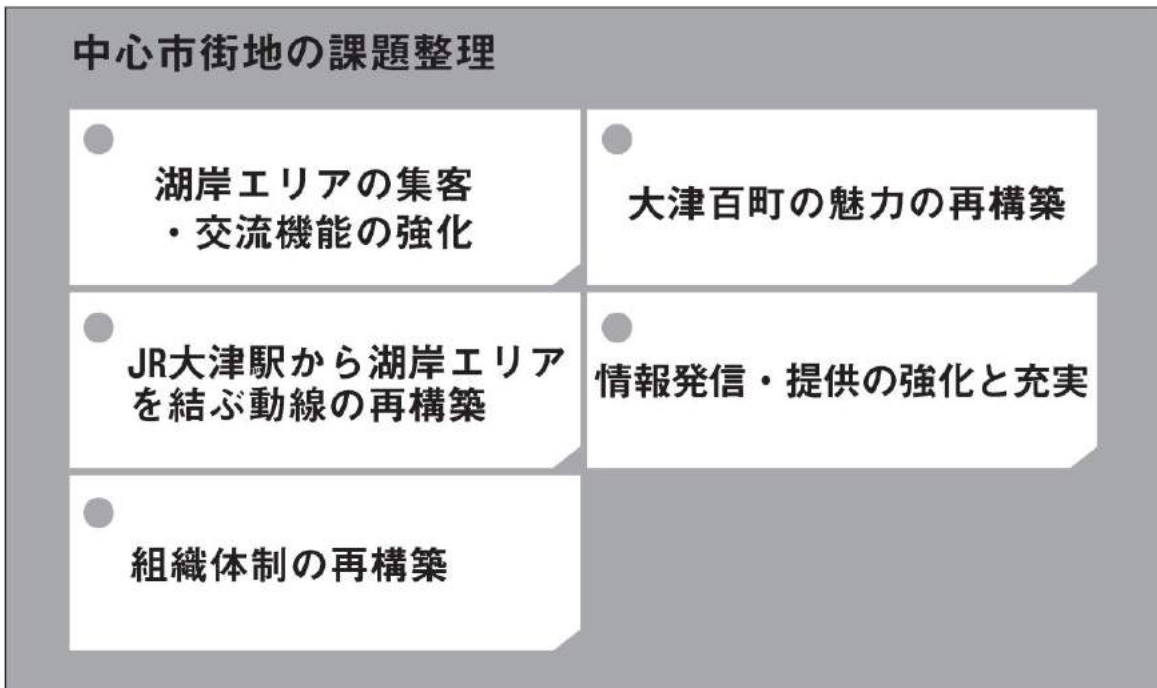 中心市街地の課題整理
湖岸エリアの集客
・交流機能の強化
大津百町の魅力の再構築
JR大津駅から湖岸エリア
を結ぶ動線の再構築
情報発信・提供の強化と充実
組織体制の再構築